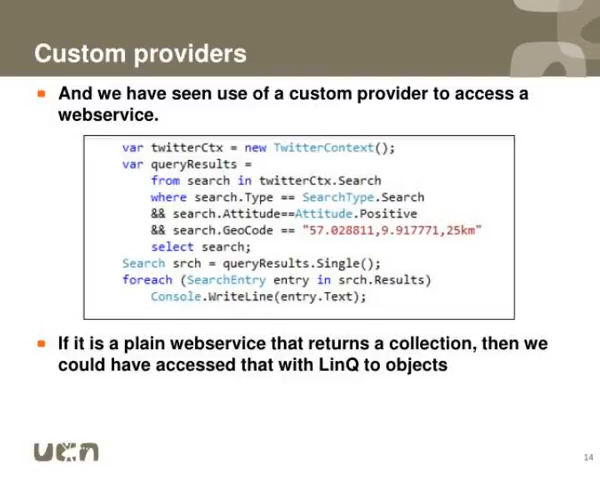 Custom providers
And we have seen use of a custom provider to access a
webservice.
var twitterCtx = new TwitterContext();
var queryResults =
from search in twitterCtx.Search
where search.Type == SearchType.Search
&& search.Attitude==Attitude.Positive
&& search.GeoCode == "57.028811,9.917771,25km"
select search;
Search srch = queryResults.Single();
foreach (SearchEntry entry in srch.Results)
Console.WriteLine(entry.Text);
If it is a plain webservice that returns a collection, then we
could have accessed that with LinQ to objects
ucn
14